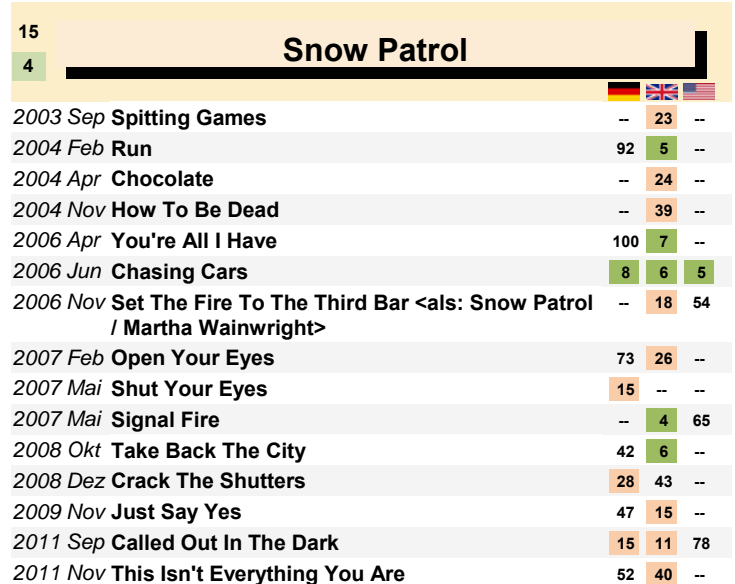 15
4
Snow Patrol
2003 Sep Spitting Games -- 23 --
2004 Feb Run 92 5 --
2004 Apr Chocolate -- 24 --
2004 Nov How To Be Dead -- 39 --
2006 Apr You're All I Have 100 7 --
2006 Jun Chasing Cars 8 6 5
2006 Nov Set The Fire To The Third Bar <als: Snow Patrol -- 18 54
/ Martha Wainwright>
2007 Feb Open Your Eyes 73 26 --
2007 Mai Shut Your Eyes 15 -- --
2007 Mai Signal Fire -- 4 65
2008 Okt Take Back The City 42 6 --
2008 Dez Crack The Shutters 28 43 --
2009 Nov Just Say Yes 47 15 --
2011 Sep Called Out In The Dark 15 11 78
2011 Nov This Isn't Everything You Are 52 40 --